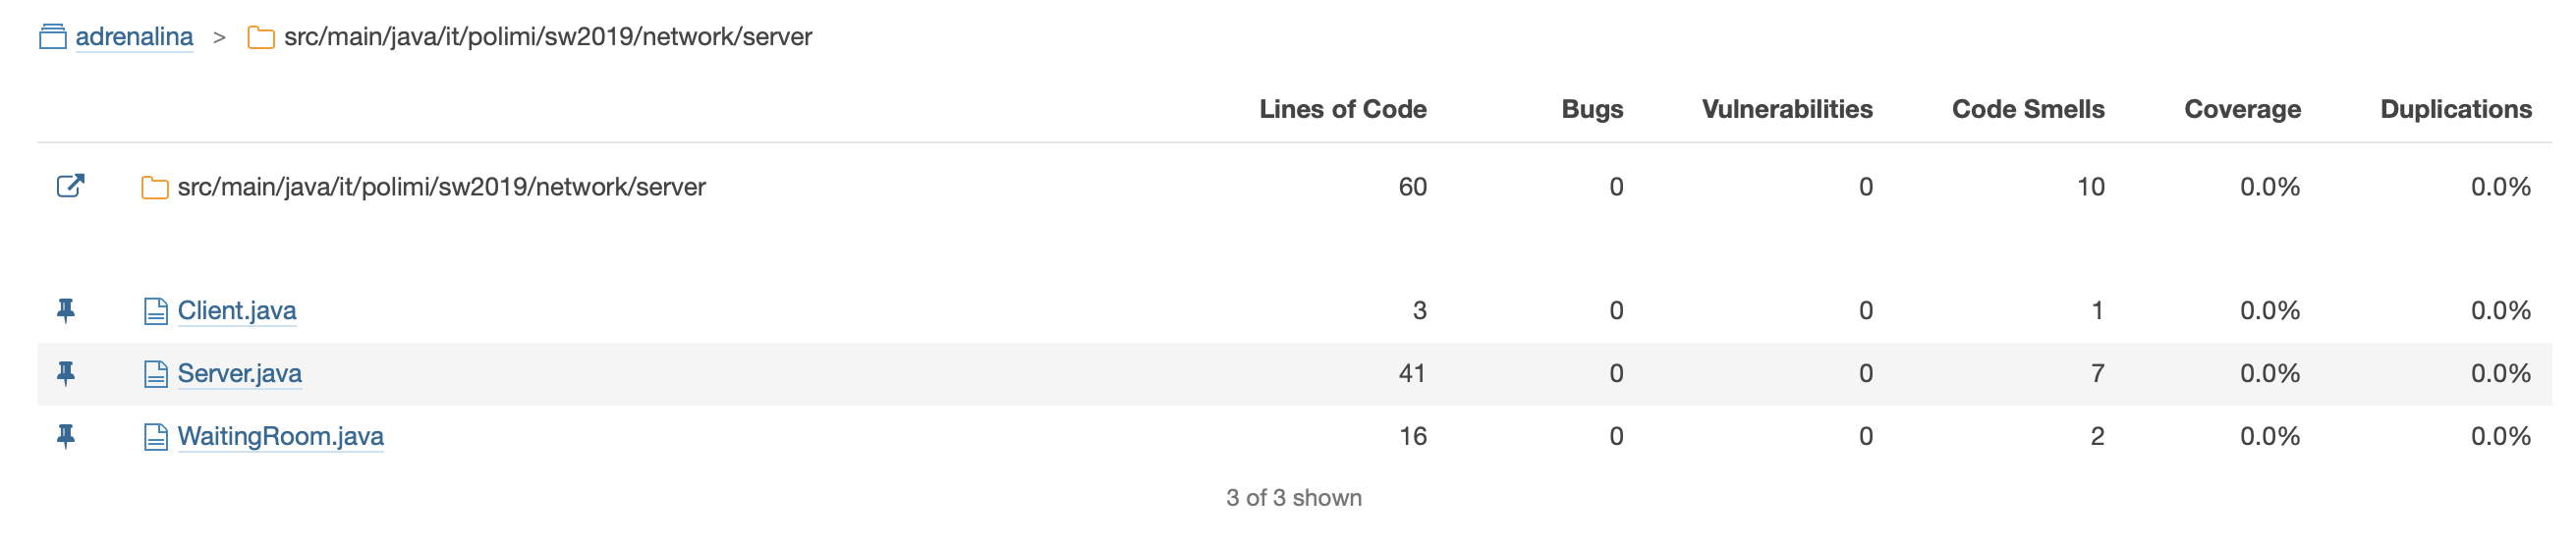 adrenalina > src/main/java/it/polimi/sw2019/network/server
Lines of Code Bugs Vulnerabilities Code Smells Coverage Duplications
src/main/java/it/polimi/sw2019/network/server 60 0 0 10 0.0% 0.0%
Client.java 3 0 0 1 0.0% 0.0%
Server.java 41 0 0 7 0.0% 0.0%
WaitingRoom.java 16 0 0 2 0.0% 0.0%
3 of 3 shown